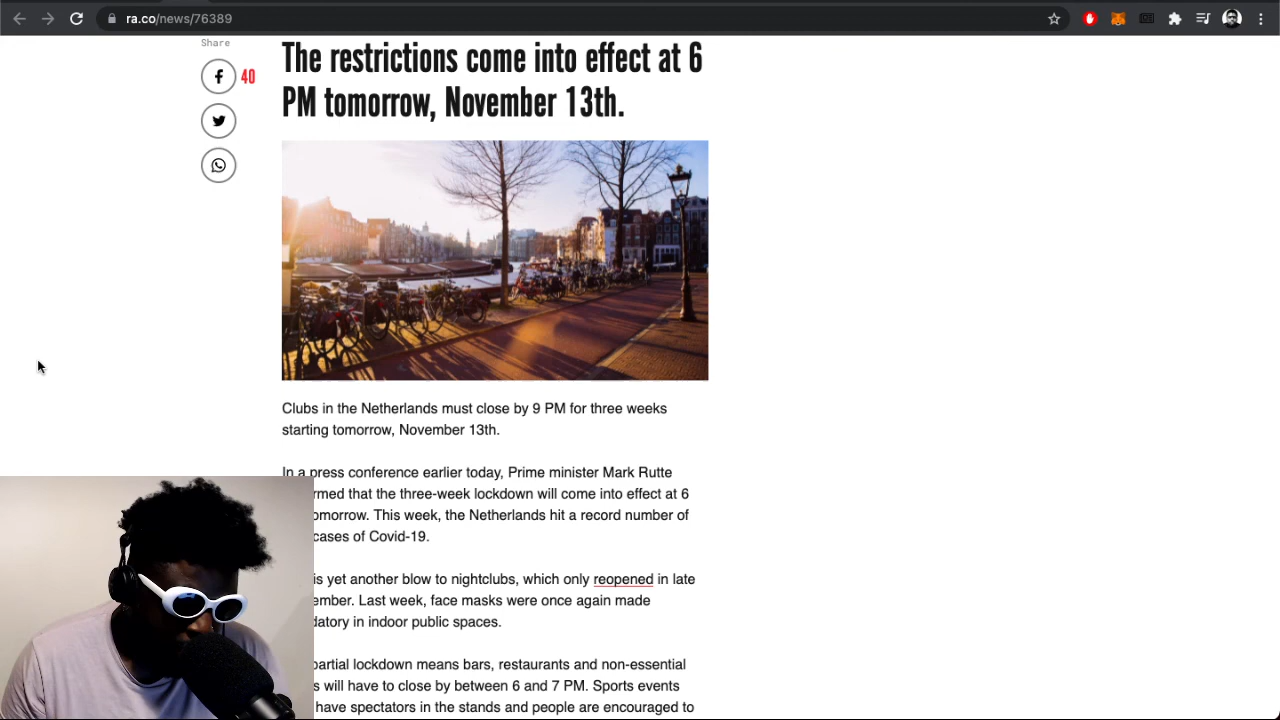 ra.co/news/76389
Share
40
The restrictions come into effect at 6
PM tomorrow, November 13th.
Clubs in the Netherlands must close by 9 PM for three weeks
starting tomorrow, November 13th.
In a press conference earlier today, Prime minister Mark Rutte
rmed that the three-week lockdown will come into effect at 6
omorrow. This week, the Netherlands hit a record number of
cases of Covid-19.
is yet another blow to nightclubs, which only reopened in late
ember. Last week, face masks were once again made
datory in indoor public spaces.
partial lockdown means bars, restaurants and non-essential
s will have to close by between 6 and 7 PM. Sports events
have spectators in the stands and people are encouraged to